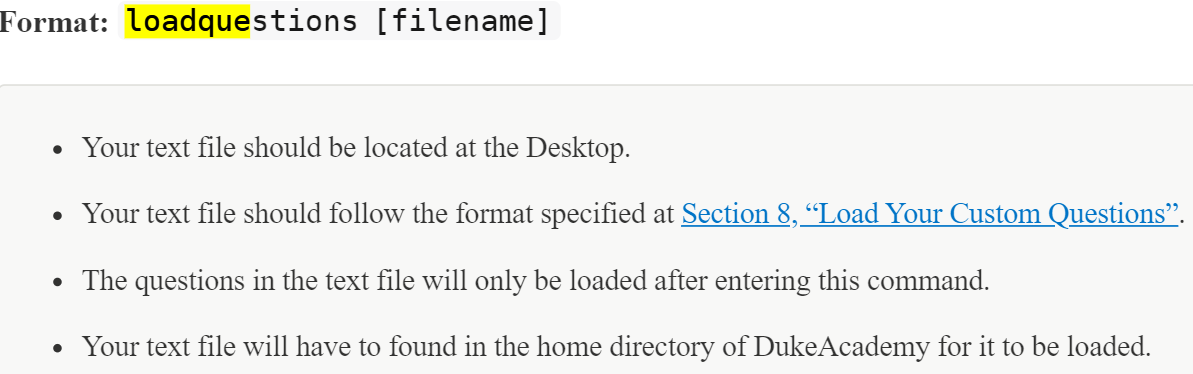 Format: loadquestions [filename]
Your text file should be located at the Desktop.
Your text file should follow the format specified at Section 8, “Load Your Custom Questions”.
The questions in the text file will only be loaded after entering this command.
Your text file will have to found in the home directory of DukeAcademy for it to be loaded.